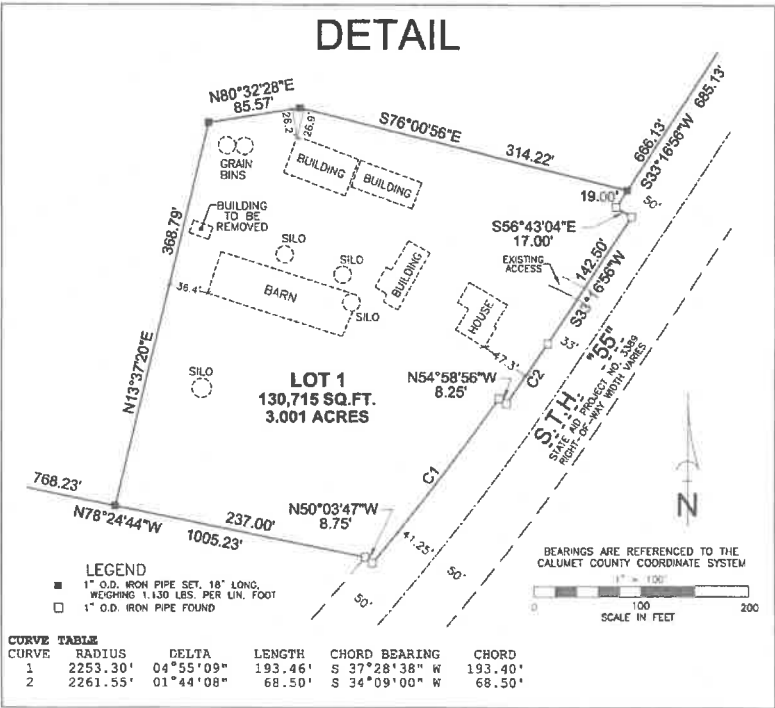 DETAIL
N80°32'28"E
85.57'
26.2'
26.9'
S76°00'56"E
314.22'
666.13'
S33°16'56"W
685.13'
GRAIN
BINS
BUILDING
BUILDING
19.00'
50'
BUILDING
TO BE
REMOVED
S56°43'04"E
17.00'
368.79'
SILO
SILO
BUILDING
EXISTING
ACCESS
142.50'
S33°16'56"W
36.4'
BARN
SILO
HOUSE
N13°37'20"E
33'
47.3'
C2
SILO
LOT 1
130,715 SQ.FT.
3.001 ACRES
N54°58'56"W
8.25'
S.T.H. "55"
STATE AID PROJECT NO. 3389
RIGHT-OF-WAY WIDTH VARIES
C1
768.23'
N78°24'44"W
237.00'
1005.23'
N50°03'47"W
8.75'
41.25'
50'
50'
N
LEGEND
1" O.D. IRON PIPE SET, 18" LONG,
WEIGHING 1.130 LBS. PER LIN. FOOT
1" O.D. IRON PIPE FOUND
BEARINGS ARE REFERENCED TO THE
CALUMET COUNTY COORDINATE SYSTEM
1" = 100'
0 100 200
SCALE IN FEET
CURVE TABLE
CURVE RADIUS DELTA LENGTH CHORD BEARING CHORD
1 2253.30' 04°55'09" 193.46' S 37°28'38" W 193.40'
2 2261.55' 01°44'08" 68.50' S 34°09'00" W 68.50'